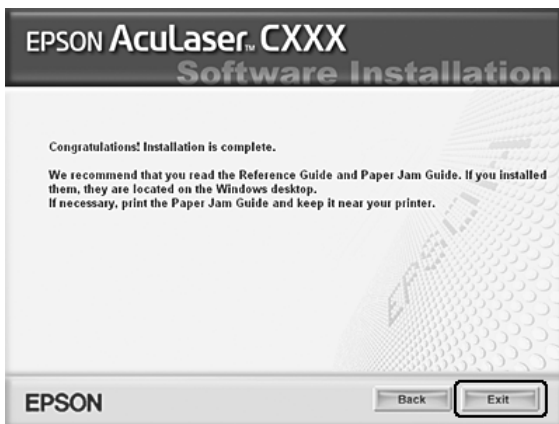 EPSON AcuLaser™ CXXX
Software Installation
Congratulations! Installation is complete.
We recommend that you read the Reference Guide and Paper Jam Guide. If you installed
them, they are located on the Windows desktop.
If necessary, print the Paper Jam Guide and keep it near your printer.
EPSON
EPSON
Back
Exit